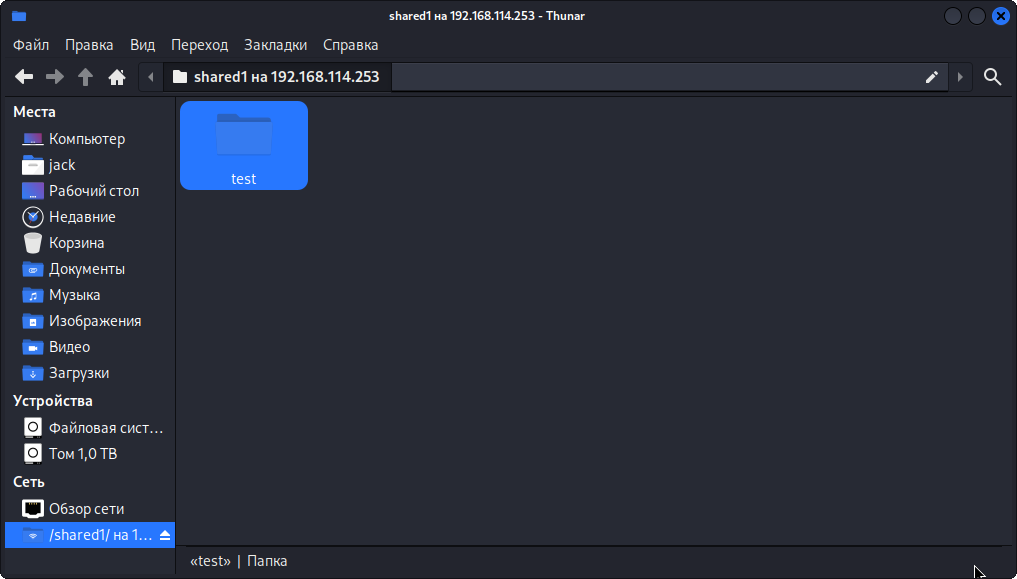 shared1 на 192.168.114.253 - Thunar
Файл Правка Вид Переход Закладки Справка
shared1 на 192.168.114.253
Места
Компьютер
jack
Рабочий стол
Недавние
Корзина
Документы
Музыка
Изображения
Видео
Загрузки
Устройства
Файловая сист...
Том 1,0 ТВ
Сеть
Обзор сети
/shared1/ на 1...
test
«test» | Папка